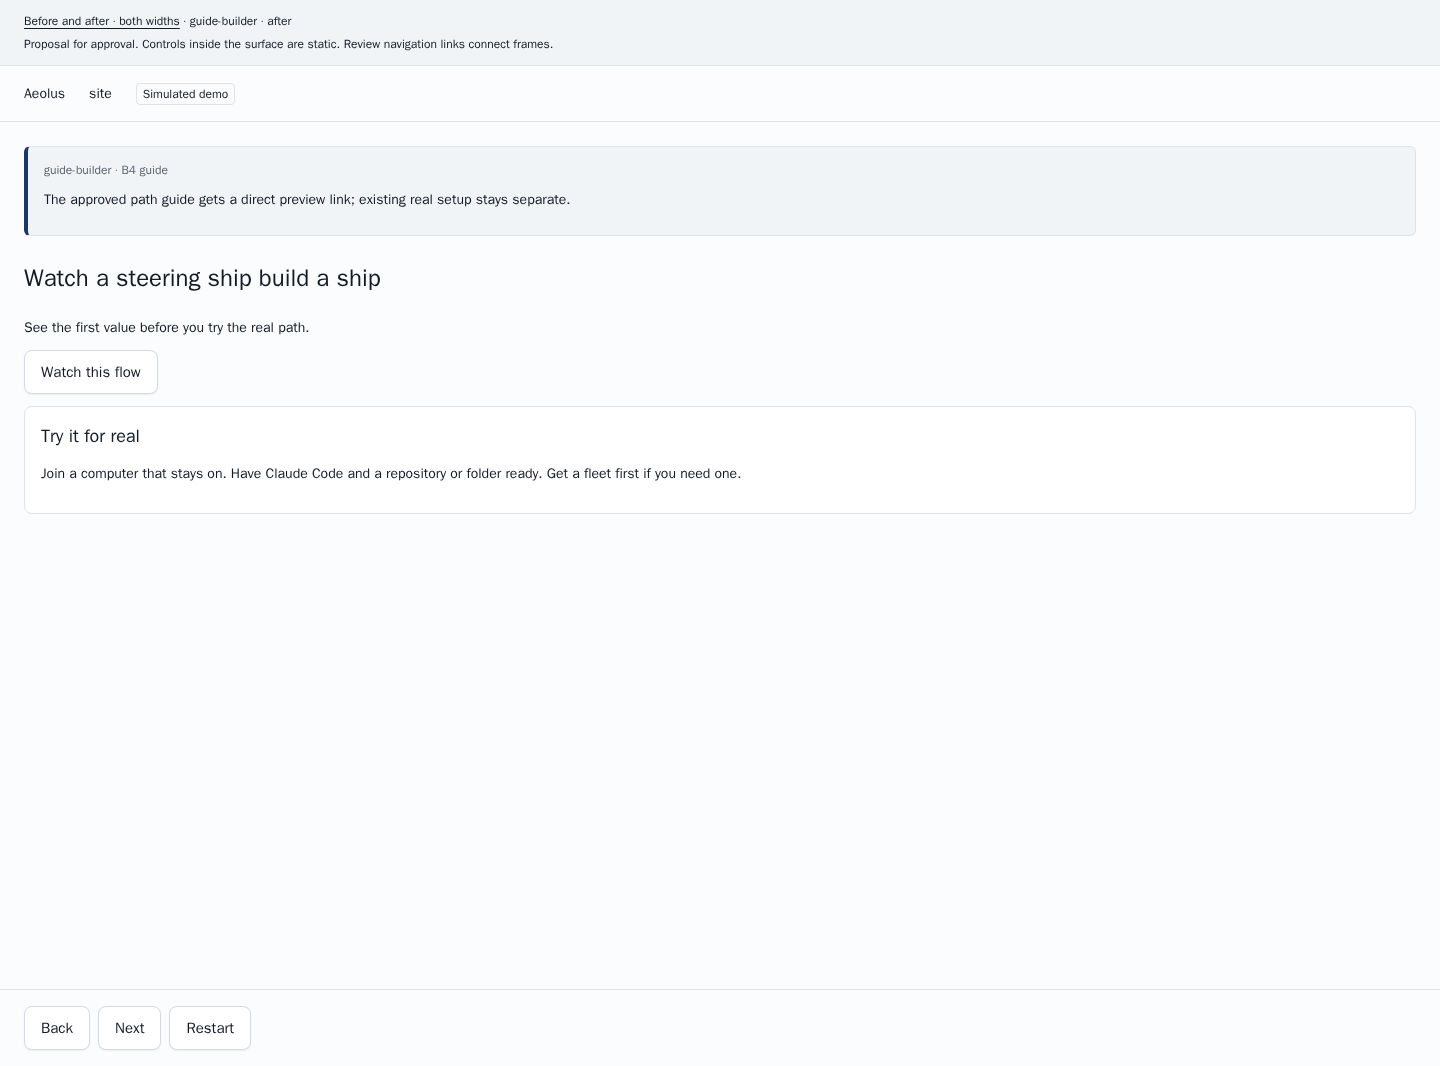 Before and after · both widths · guide-builder · after
Proposal for approval. Controls inside the surface are static. Review navigation links connect frames.
Aeolus site Simulated demo
guide-builder · B4 guide
The approved path guide gets a direct preview link; existing real setup stays separate.
Watch a steering ship build a ship
See the first value before you try the real path.
Watch this flow
Try it for real
Join a computer that stays on. Have Claude Code and a repository or folder ready. Get a fleet first if you need one.
Back Next Restart